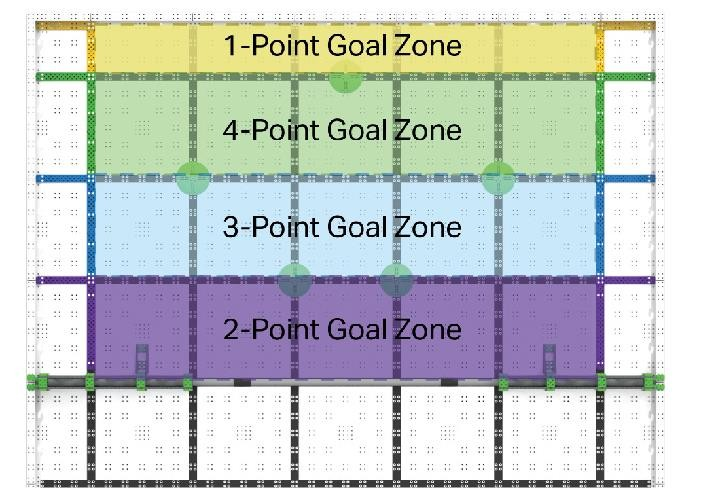 1-Point Goal Zone
4-Point Goal Zone
3-Point Goal Zone
2-Point Goal Zone